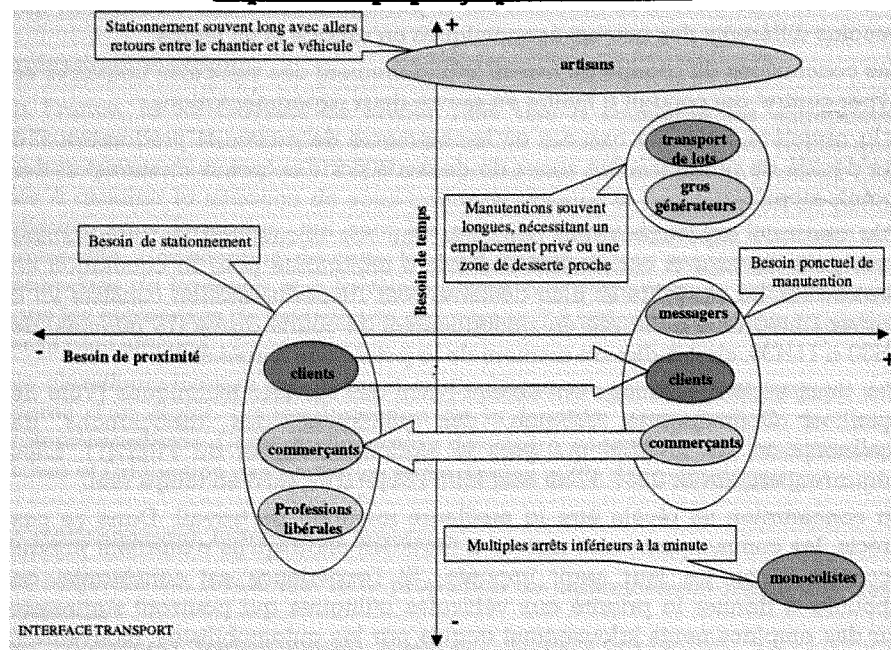 Stationnement souvent long avec allers
retours entre le chantier et le véhicule
+
artisans
transport
de lots
gros
générateurs
Manutentions souvent
longues, nécessitant un
emplacement privé ou une
zone de desserte proche
Besoin de stationnement
Besoin de temps
Besoin ponctuel de
manutention
messagers
-
Besoin de proximité
+
clients
clients
commerçants
commerçants
Professions
libérales
Multiples arrêts inférieurs à la minute
monocolistes
INTERFACE TRANSPORT
-